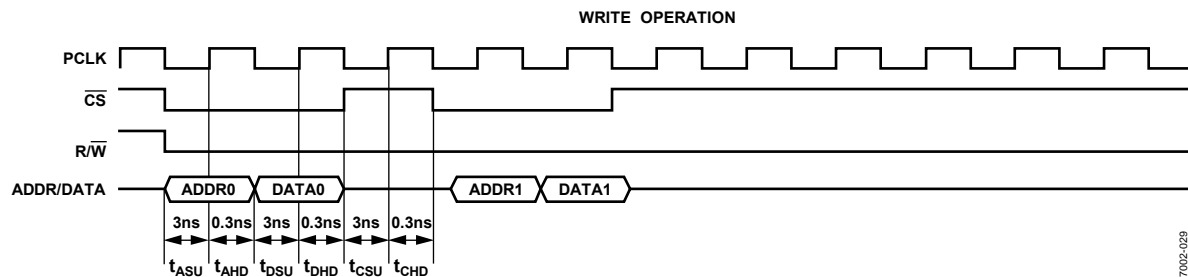 WRITE OPERATION
PCLK
CS
R/W
ADDR/DATA
ADDR0 DATA0 ADDR1 DATA1
3ns 0.3ns 3ns 0.3ns 3ns 0.3ns
tASU tAHD tDSU tDHD tCSU tCHD
7002-029